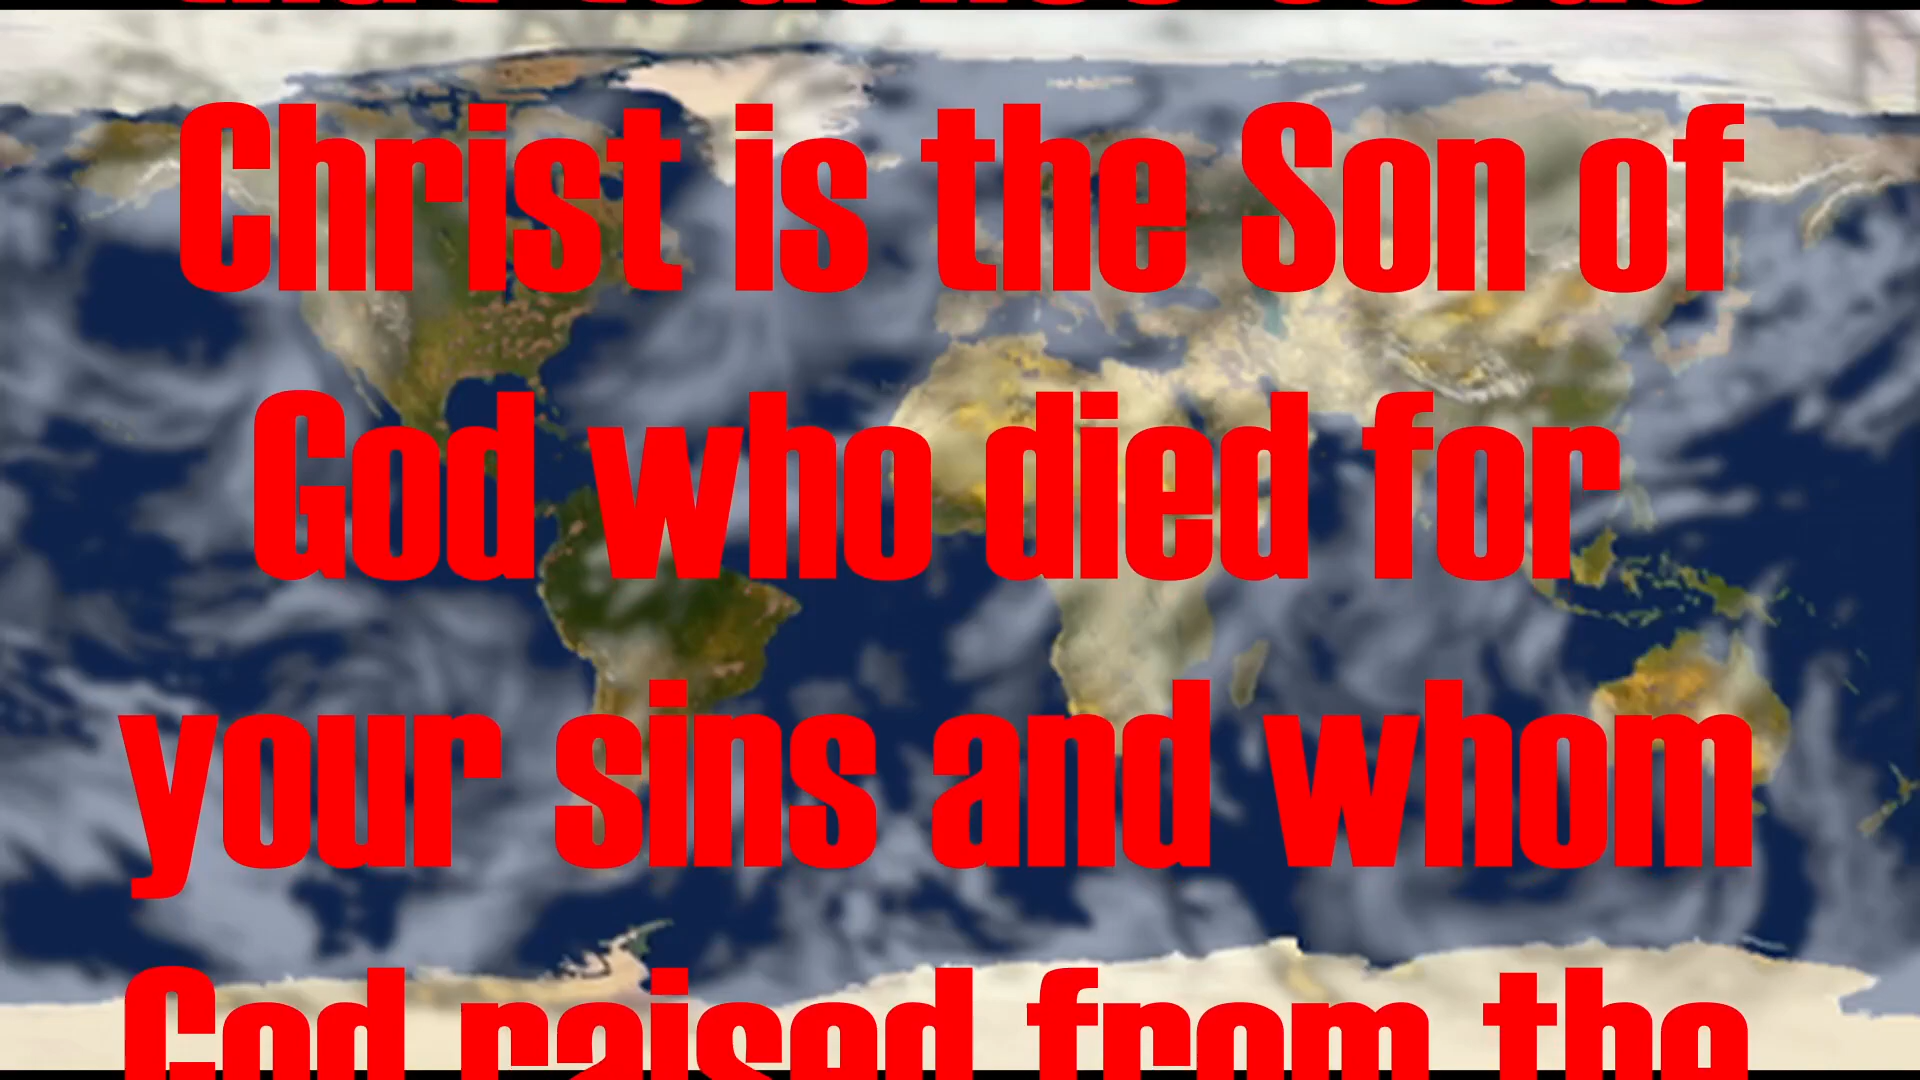 Christ is the Son of
God who died for
your sins and whom
God raised from the